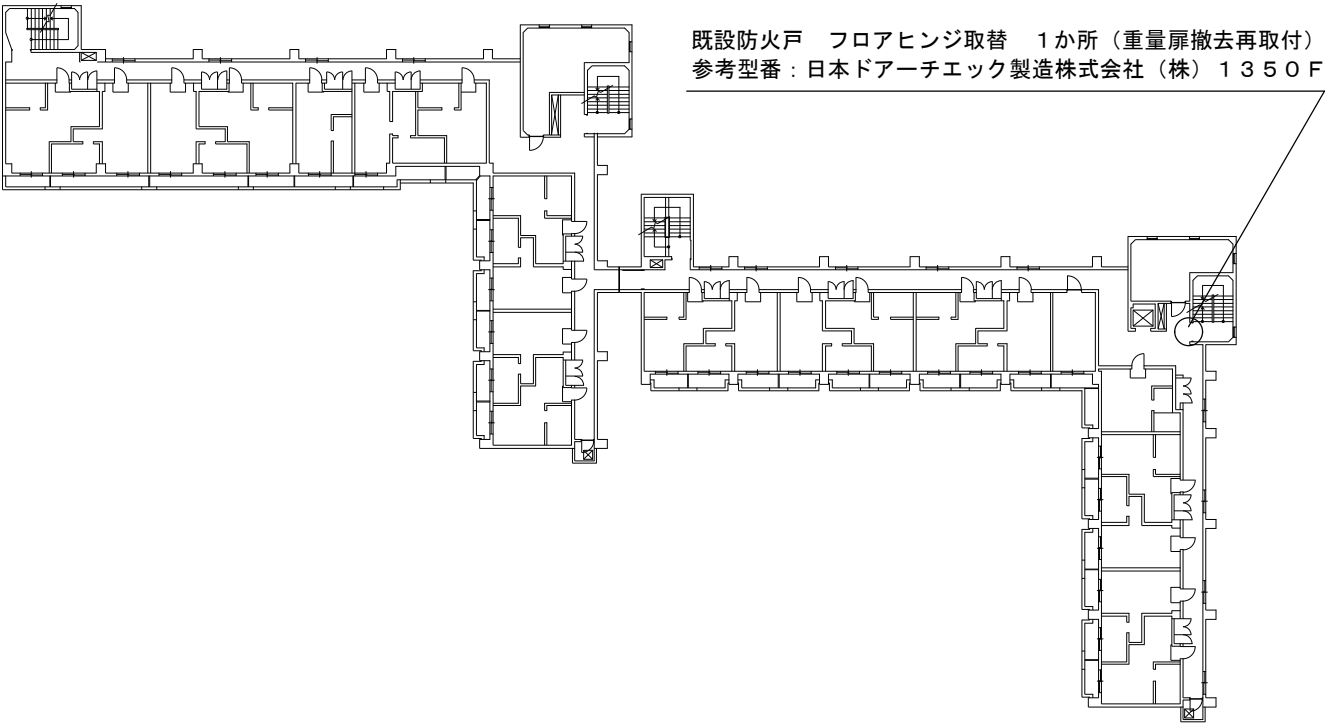 既設防火戸　フロアヒンジ取替　１か所（重量扉撤去再取付）
参考型番：日本ドアーチエック製造株式会社（株）１３５０Ｆ